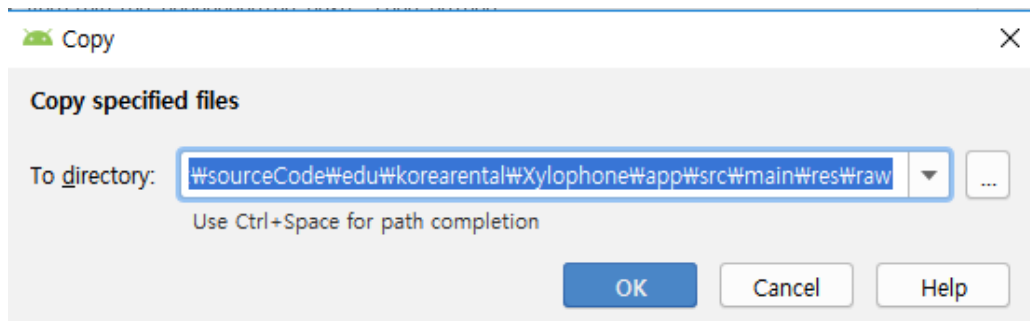 Copy
Copy specified files
To directory: ₩sourceCode₩edu₩korearental₩Xylophone₩app₩src₩main₩res₩raw ...
Use Ctrl+Space for path completion
OK Cancel Help